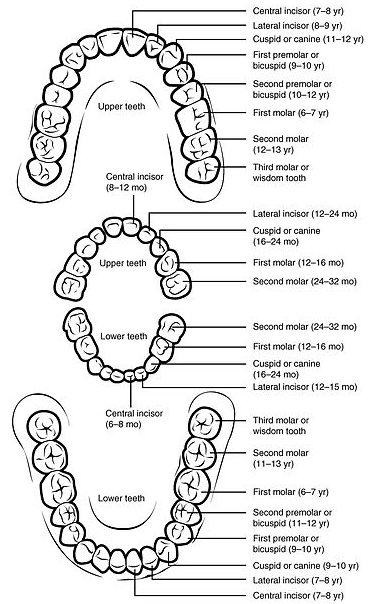 Central incisor (7–8 yr)
Lateral incisor (8–9 yr)
Cuspid or canine (11–12 yr)
First premolar or
bicuspid (9–10 yr)
Second premolar or
bicuspid (10–12 yr)
Upper teeth
First molar (6–7 yr)
Second molar
(12–13 yr)
Third molar or
wisdom tooth
Central incisor
(8–12 mo)
Lateral incisor (12–24 mo)
Cuspid or canine
(16–24 mo)
Upper teeth
First molar (12–16 mo)
Second molar (24–32 mo)
Lower teeth
Second molar (24–32 mo)
First molar (12–16 mo)
Cuspid or canine
(16–24 mo)
Lateral incisor (12–15 mo)
Central incisor
(6–8 mo)
Third molar or
wisdom tooth
Second molar
(11–13 yr)
Lower teeth
First molar (6–7 yr)
Second premolar or
bicuspid (11–12 yr)
First premolar or
bicuspid (9–10 yr)
Cuspid or canine (9–10 yr)
Lateral incisor (7–8 yr)
Central incisor (7–8 yr)